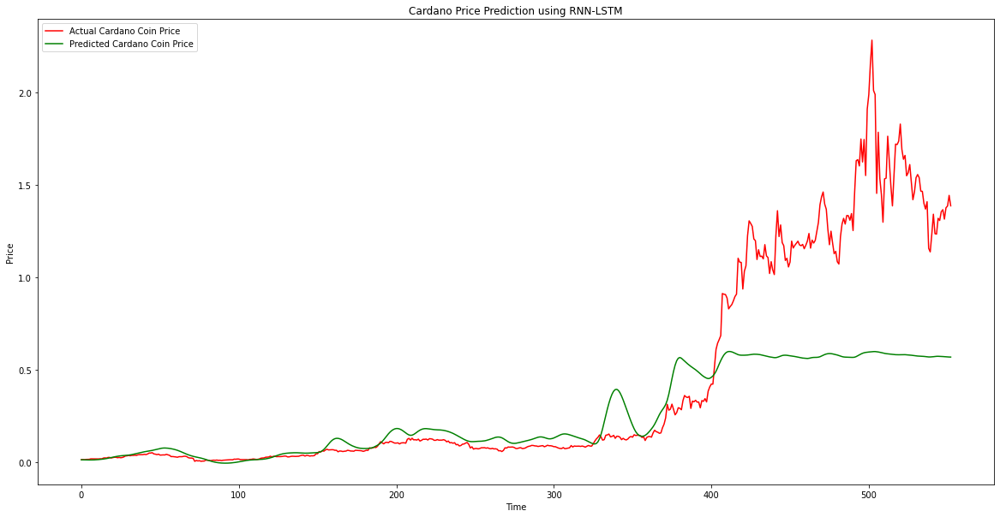 Cardano Price Prediction using RNN-LSTM
Actual Cardano Coin Price
Predicted Cardano Coin Price
2.0
1.5
1.0
0.5
0.0
Price
0 100 200 300 400 500
Time